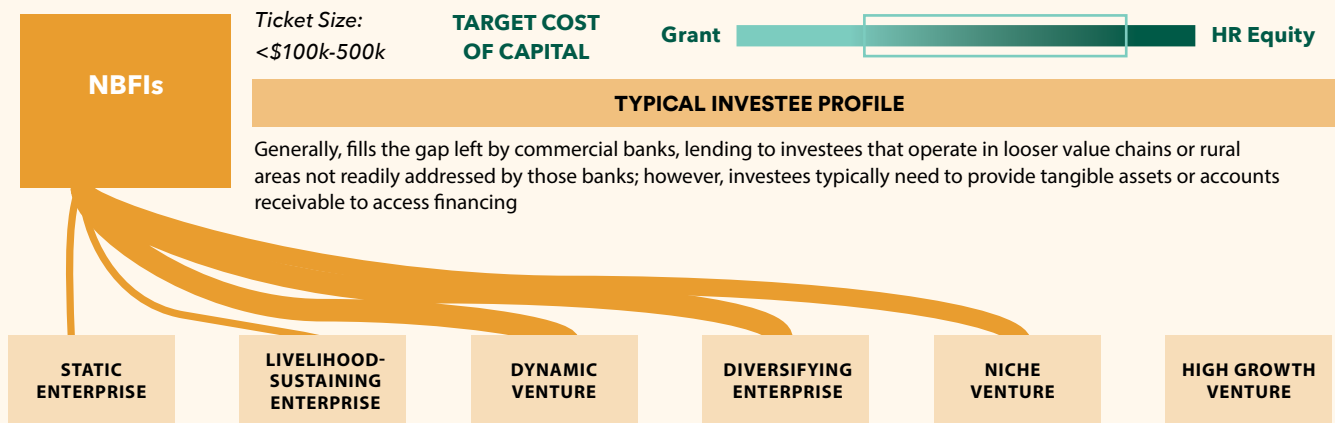 NBFIs
Ticket Size:
<$100k-500k
TARGET COST
OF CAPITAL
Grant
HR Equity
TYPICAL INVESTEE PROFILE
Generally, fills the gap left by commercial banks, lending to investees that operate in looser value chains or rural
areas not readily addressed by those banks; however, investees typically need to provide tangible assets or accounts
receivable to access financing
STATIC
ENTERPRISE
LIVELIHOOD-
SUSTAINING
ENTERPRISE
DYNAMIC
VENTURE
DIVERSIFYING
ENTERPRISE
NICHE
VENTURE
HIGH GROWTH
VENTURE